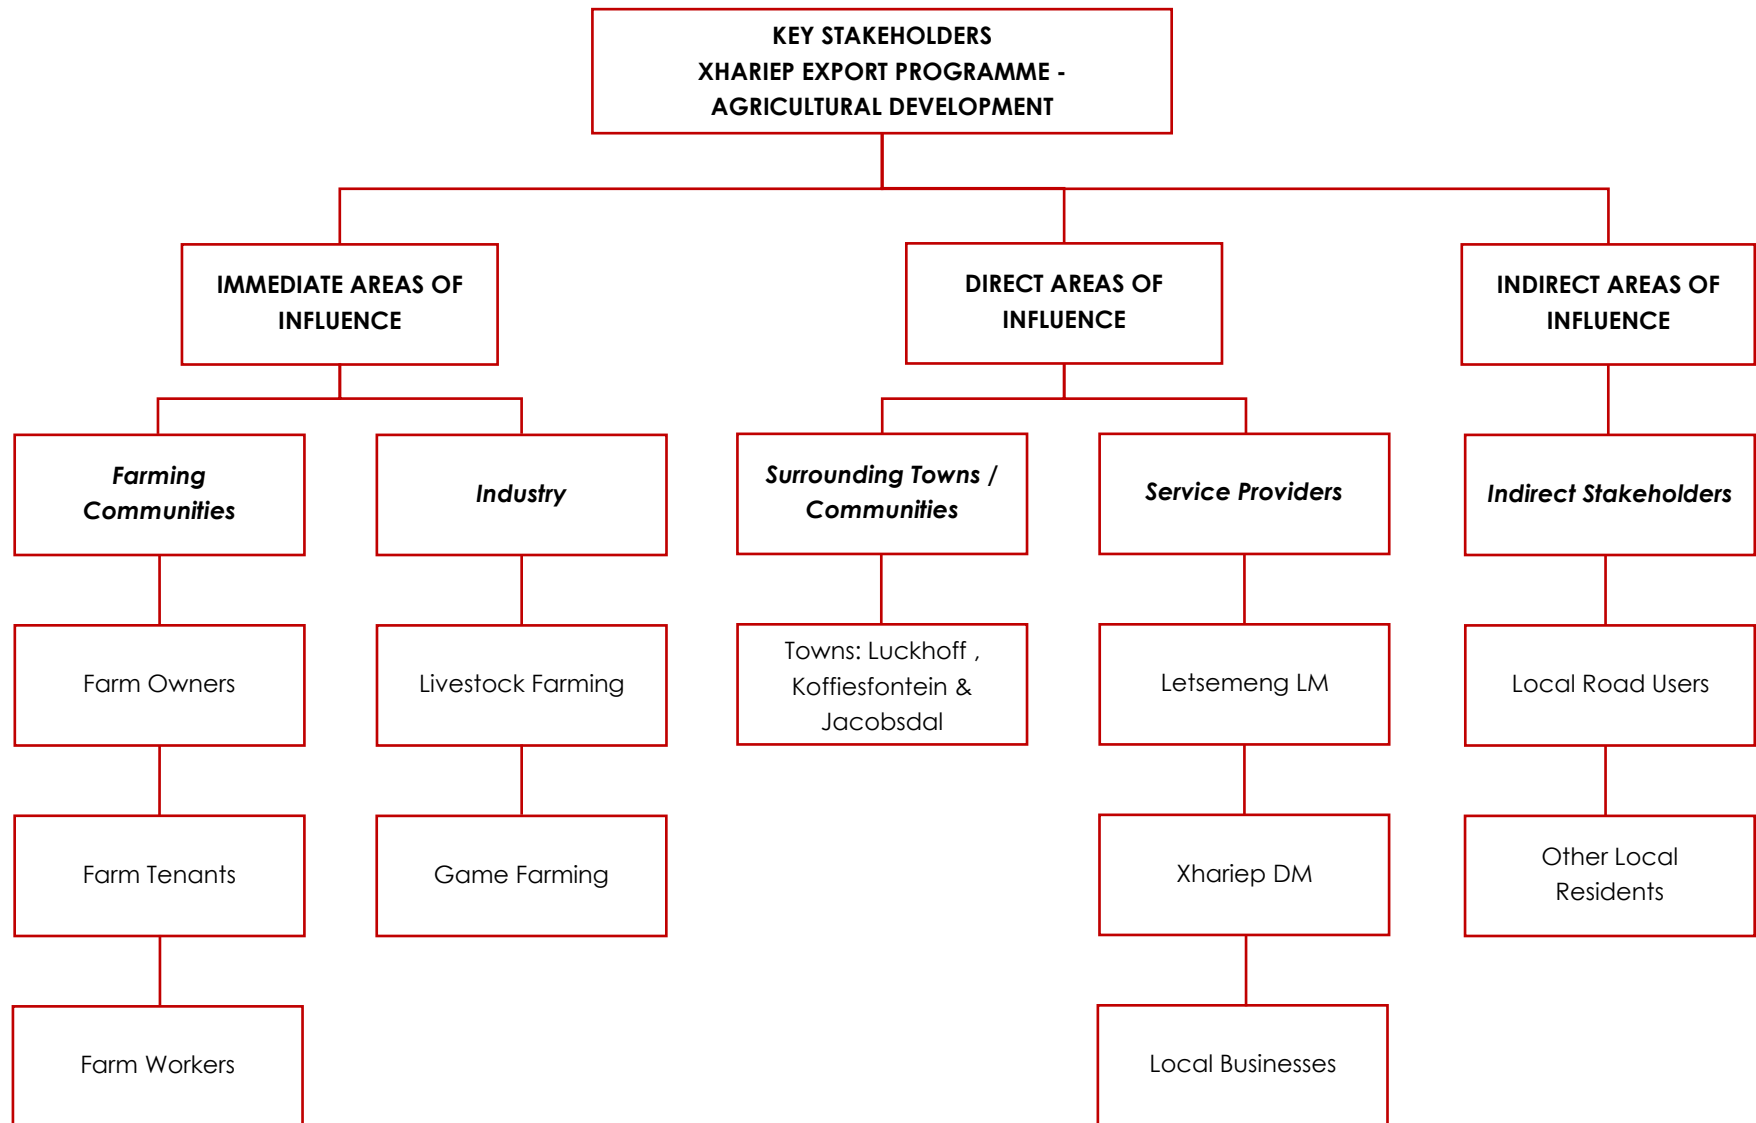 KEY STAKEHOLDERS
XHARIEP EXPORT PROGRAMME -
AGRICULTURAL DEVELOPMENT
IMMEDIATE AREAS OF
INFLUENCE
DIRECT AREAS OF
INFLUENCE
INDIRECT AREAS OF
INFLUENCE
Farming
Communities
Industry
Surrounding Towns /
Communities
Service Providers
Indirect Stakeholders
Farm Owners
Livestock Farming
Towns: Luckhoff ,
Koffiesfontein &
Jacobsdal
Letsemeng LM
Local Road Users
Farm Tenants
Game Farming
Xhariep DM
Other Local
Residents
Farm Workers
Local Businesses